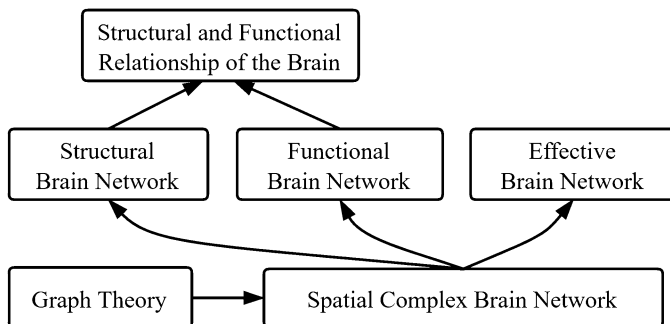 Structural and Functional
Relationship of the Brain
Structural
Brain Network
Functional
Brain Network
Effective
Brain Network
Graph Theory
Spatial Complex Brain Network